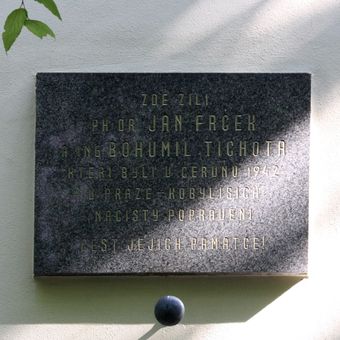 ZDE ŽILI
PH DR. JAN FRČEK
A ING. BOHUMIL TICHOTA
KTEŘÍ BYLI V ČERVNU 1942
V PRAZE – KOBYLISÍCH
NACISTY POPRAVENI
ČEST JEJICH PAMÁTCE!